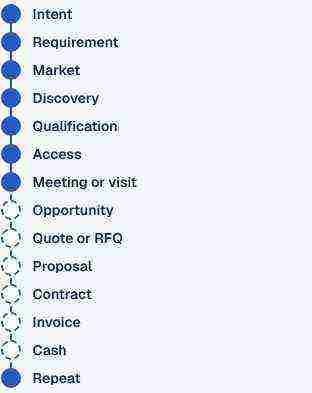 Intent
Requirement
Market
Discovery
Qualification
Access
Meeting or visit
Opportunity
Quote or RFQ
Proposal
Contract
Invoice
Cash
Repeat